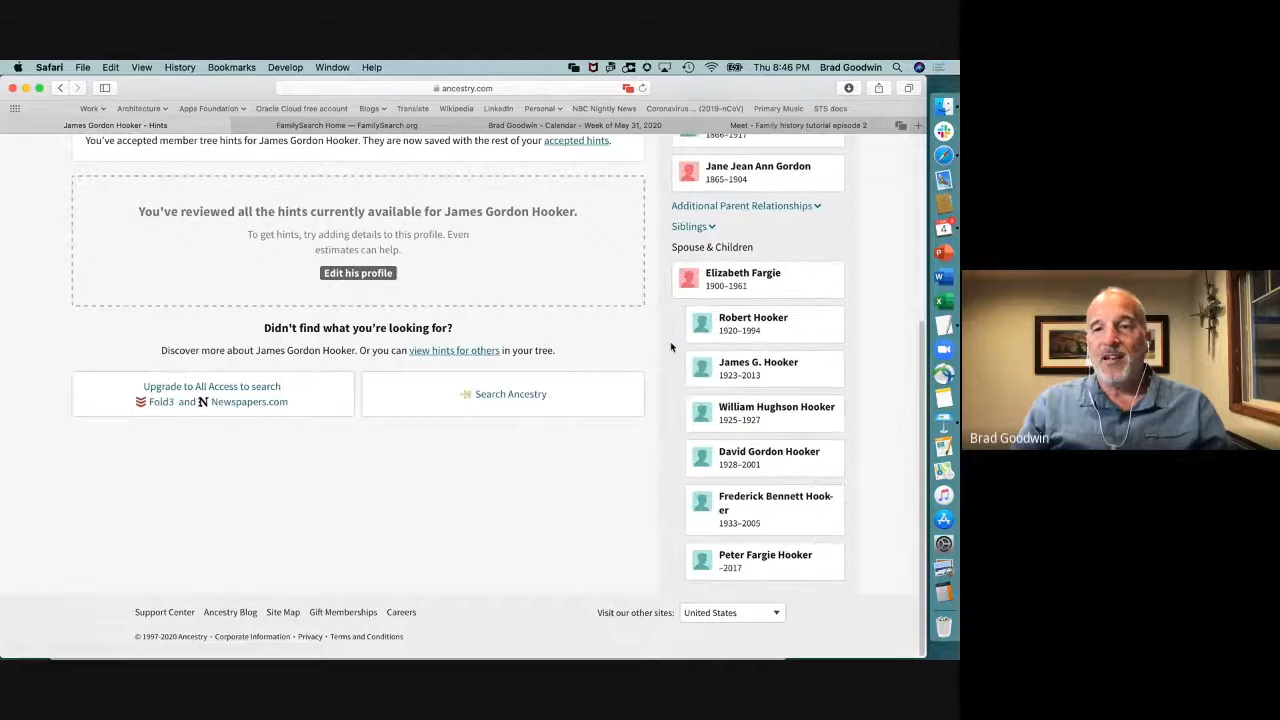 Safari File Edit View History Bookmarks Develop Window Help
Thu 8:46 PM Brad Goodwin
ancestry.com
Work Architecture Apps Foundation Oracle Cloud free account Blogs Translate Wikipedia LinkedIn Personal NBC Nightly News Coronavirus ... (2019-nCoV) Primary Music STS docs
James Gordon Hooker - Hints
FamilySearch Home — FamilySearch.org
Brad Goodwin - Calendar - Week of May 31, 2020
Meet - Family history tutorial episode 2
You've accepted member tree hints for James Gordon Hooker. They are now saved with the rest of your accepted hints.
You've reviewed all the hints currently available for James Gordon Hooker.
To get hints, try adding details to this profile. Even
estimates can help.
Edit his profile
Didn't find what you're looking for?
Discover more about James Gordon Hooker. Or you can view hints for others in your tree.
Upgrade to All Access to search
Fold3 and Newspapers.com
Search Ancestry
1866–1917
Jane Jean Ann Gordon
1865–1904
Additional Parent Relationships
Siblings
Spouse & Children
Elizabeth Fargie
1900–1961
Robert Hooker
1920–1994
James G. Hooker
1923–2013
William Hughson Hooker
1925–1927
David Gordon Hooker
1928–2001
Frederick Bennett Hook-
er
1933–2005
Peter Fargie Hooker
–2017
Support Center Ancestry Blog Site Map Gift Memberships Careers
Visit our other sites: United States
© 1997-2020 Ancestry · Corporate Information · Privacy · Terms and Conditions
Brad Goodwin